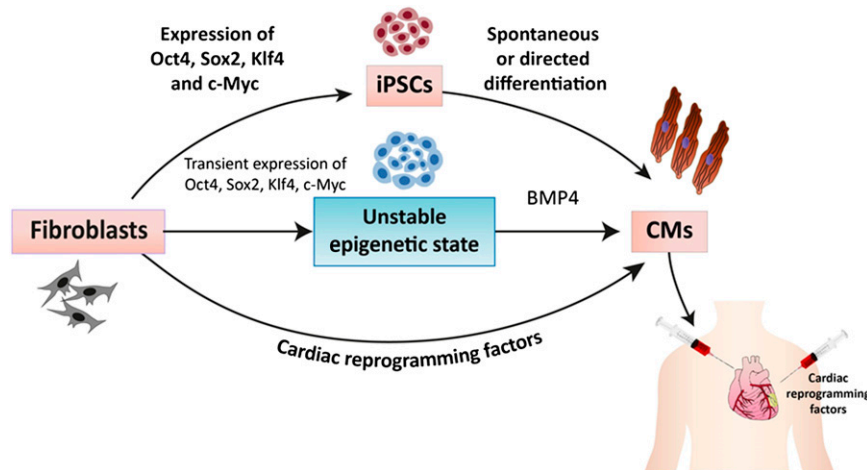 Expression of
Oct4, Sox2, Klf4
and c-Myc
iPSCs
Spontaneous
or directed
differentiation
Transient expression of
Oct4, Sox2, Klf4, c-Myc
Fibroblasts
Unstable
epigenetic state
BMP4
CMs
Cardiac reprogramming factors
Cardiac
reprogramming
factors